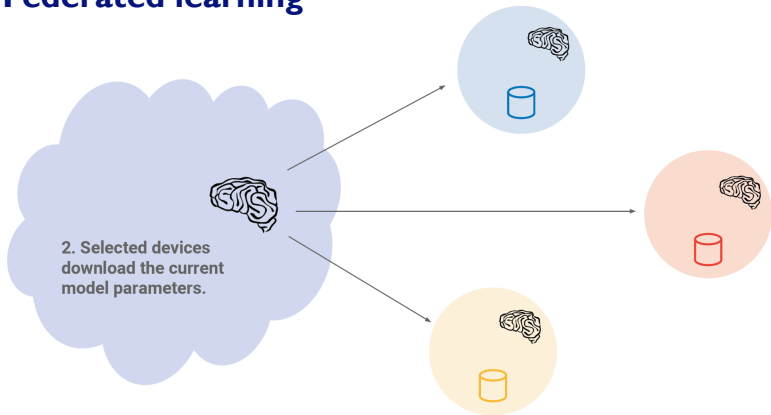 Federated learning
2. Selected devices
download the current
model parameters.